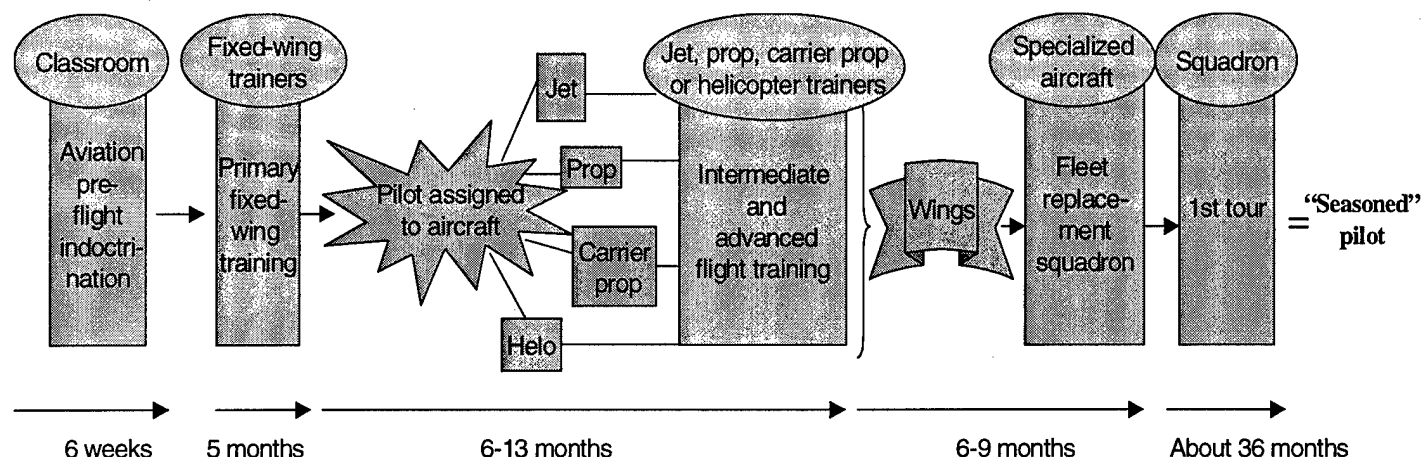 Classroom
Aviation
pre-
flight
indoctri-
nation
Fixed-wing
trainers
Primary
fixed-
wing
training
Pilot assigned
to aircraft
Jet
Prop
Carrier
prop
Helo
Jet, prop, carrier prop
or helicopter trainers
Intermediate
and
advanced
flight training
Wings
Specialized
aircraft
Fleet
replace-
ment
squadron
Squadron
1st tour
= “Seasoned”
pilot
6 weeks
5 months
6-13 months
6-9 months
About 36 months